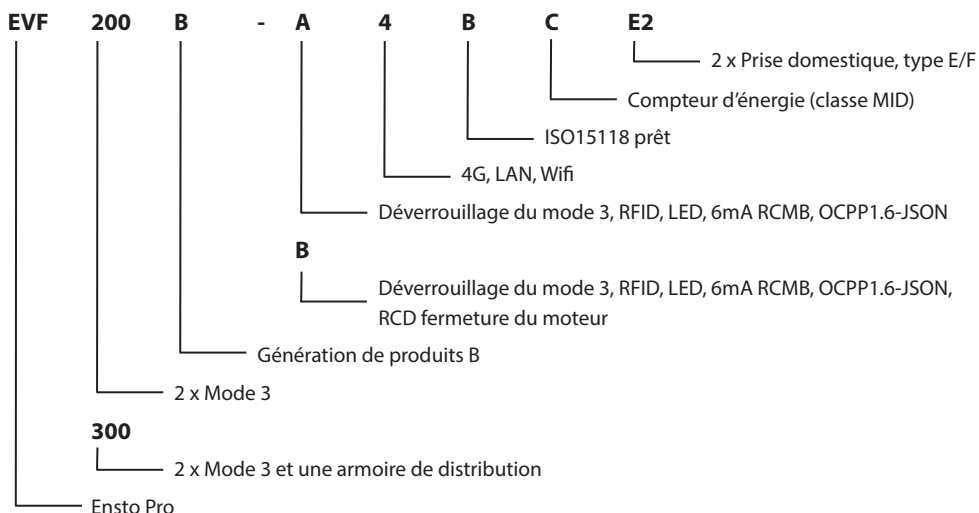 EVF 200 B - A 4 B C E2
2 x Prise domestique, type E/F
Compteur d'énergie (classe MID)
ISO15118 prêt
4G, LAN, Wifi
Déverrouillage du mode 3, RFID, LED, 6mA RCMB, OCPP1.6-JSON
B
Déverrouillage du mode 3, RFID, LED, 6mA RCMB, OCPP1.6-JSON,
RCD fermeture du moteur
Génération de produits B
2 x Mode 3
300
2 x Mode 3 et une armoire de distribution
Ensto Pro